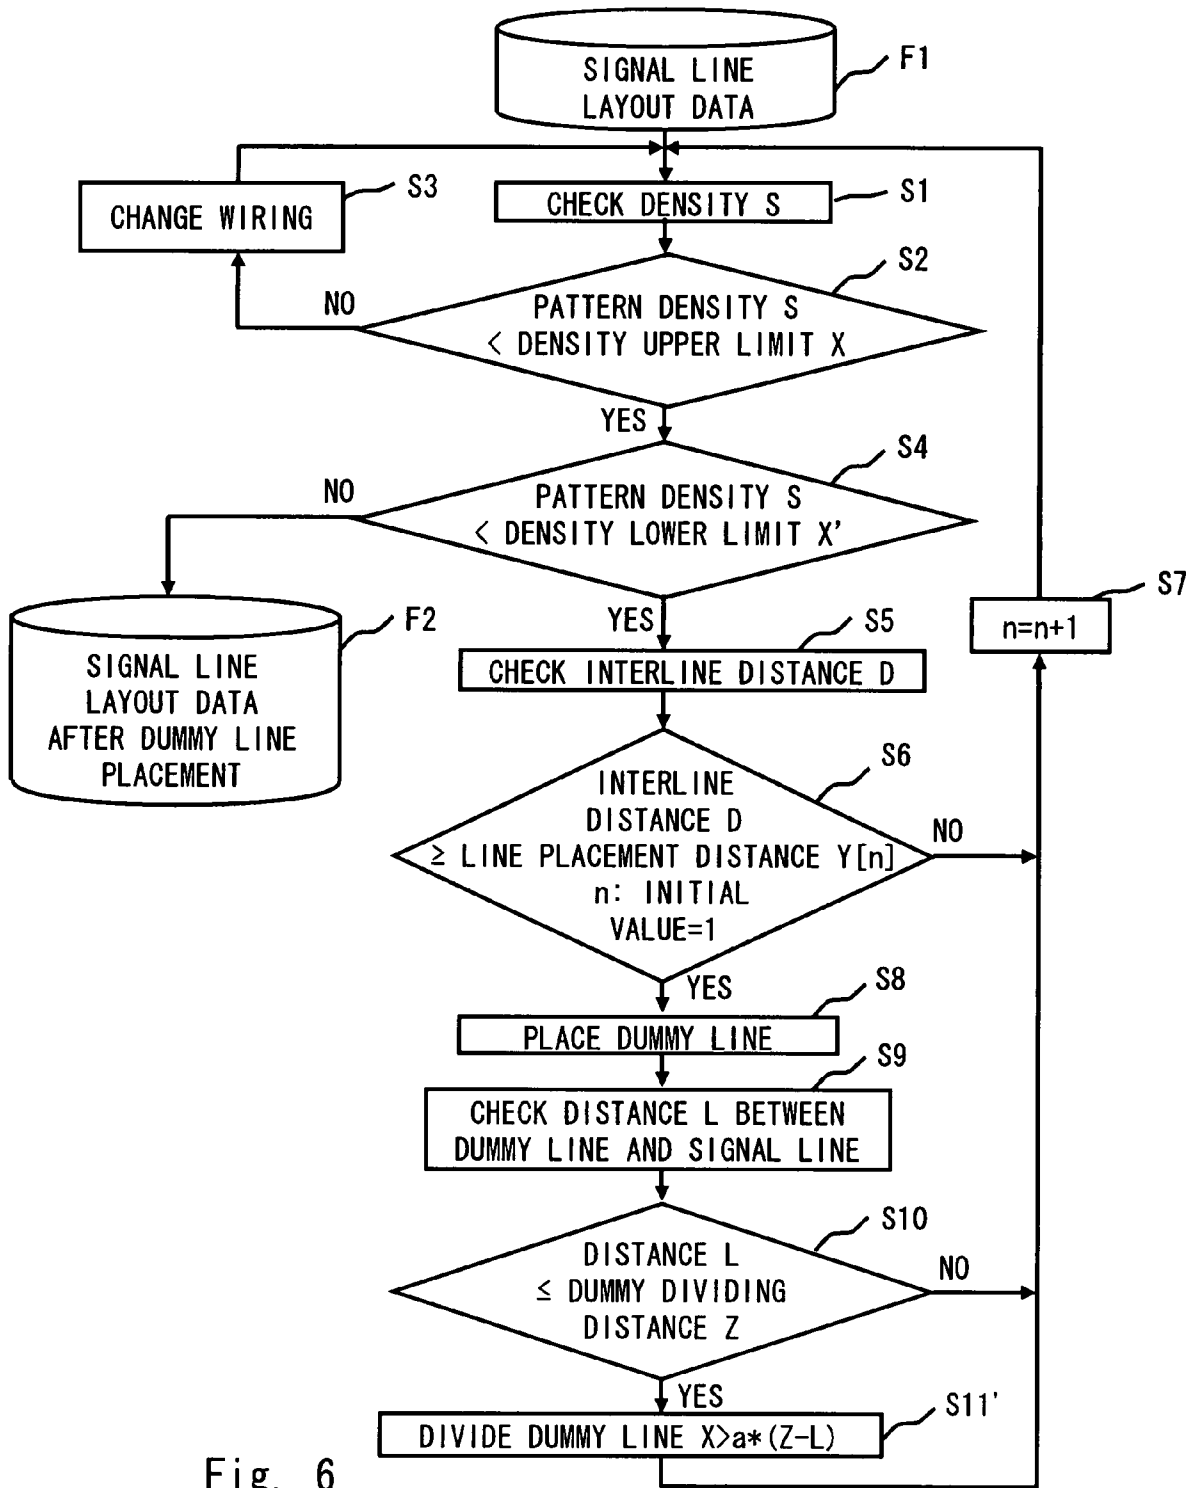 SIGNAL LINE
LAYOUT DATA
F1
CHANGE WIRING
S3
CHECK DENSITY S
S1
S2
NO
PATTERN DENSITY S
< DENSITY UPPER LIMIT X
YES
S4
NO
PATTERN DENSITY S
< DENSITY LOWER LIMIT X'
S7
n=n+1
F2
YES
S5
SIGNAL LINE
LAYOUT DATA
AFTER DUMMY LINE
PLACEMENT
CHECK INTERLINE DISTANCE D
S6
INTERLINE
DISTANCE D
≥ LINE PLACEMENT DISTANCE Y[n]
n: INITIAL
VALUE=1
NO
YES
S8
PLACE DUMMY LINE
S9
CHECK DISTANCE L BETWEEN
DUMMY LINE AND SIGNAL LINE
S10
DISTANCE L
≤ DUMMY DIVIDING
DISTANCE Z
NO
YES
S11'
DIVIDE DUMMY LINE X>a*(Z-L)
Fig. 6